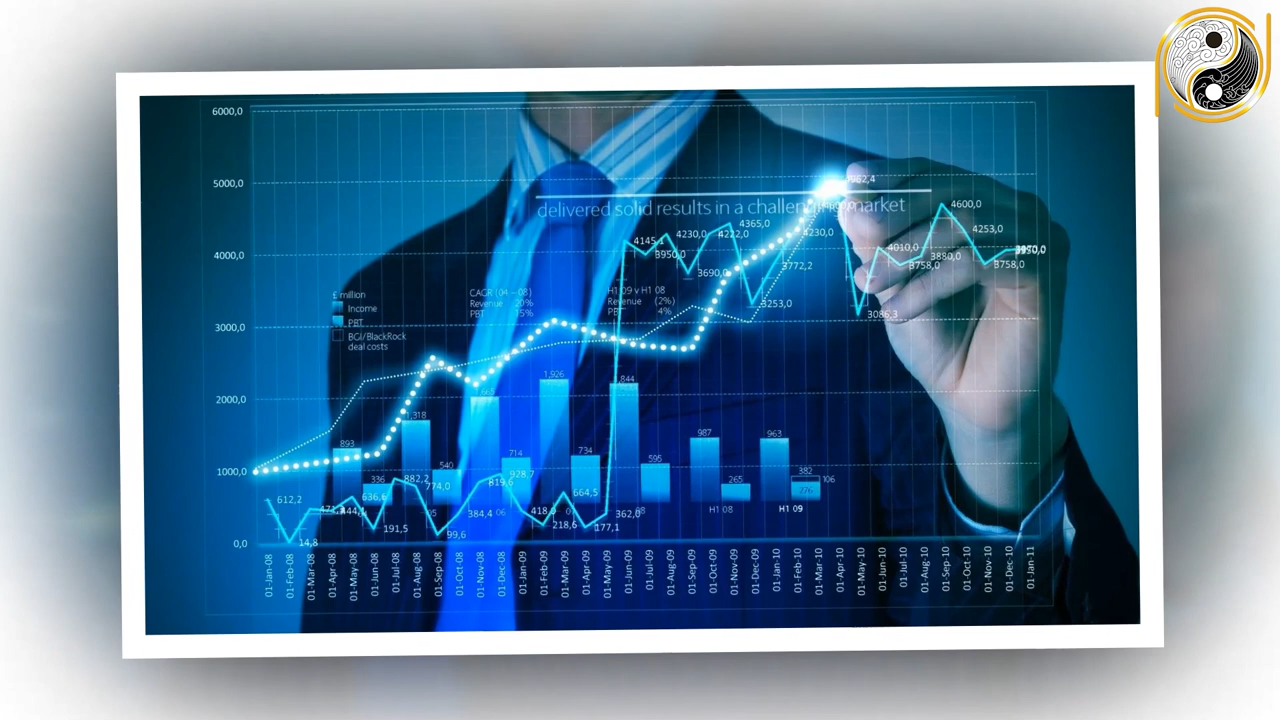 6000,0
5000,0
4000,0
3000,0
2000,0
1000,0
0,0
delivered solid results in a market
£ million
Income
PBT
BGI/BlackRock
deal costs
CAGR (04 – 08)
Revenue 20%
PBT 15%
H1 09 v H1 08
Revenue (2%)
PBT 4%
4145,1
3950,0
4230,0
3690,0
4222,0
4365,0
3253,0
3772,2
4230,0
3086,3
4010,0
3758,0
3880,0
4600,0
4253,0
3758,0
893
336
1,318
540
714
1,926
734
595
987
265
963
382
106
276
612,2
14,8
444,4
636,6
191,5
882,2
774,0
99,6
384,4
819,6
928,7
218,6
664,5
177,1
362,0
05
06
H1 08
H1 09
01-Jan-08
01-Feb-08
01-Mar-08
01-Apr-08
01-May-08
01-Jun-08
01-Jul-08
01-Aug-08
01-Sep-08
01-Oct-08
01-Nov-08
01-Dec-08
01-Jan-09
01-Feb-09
01-Mar-09
01-Apr-09
01-May-09
01-Jun-09
01-Jul-09
01-Aug-09
01-Sep-09
01-Oct-09
01-Nov-09
01-Dec-09
01-Jan-10
01-Feb-10
01-Mar-10
01-Apr-10
01-May-10
01-Jun-10
01-Jul-10
01-Aug-10
01-Sep-10
01-Oct-10
01-Nov-10
01-Dec-10
01-Jan-11